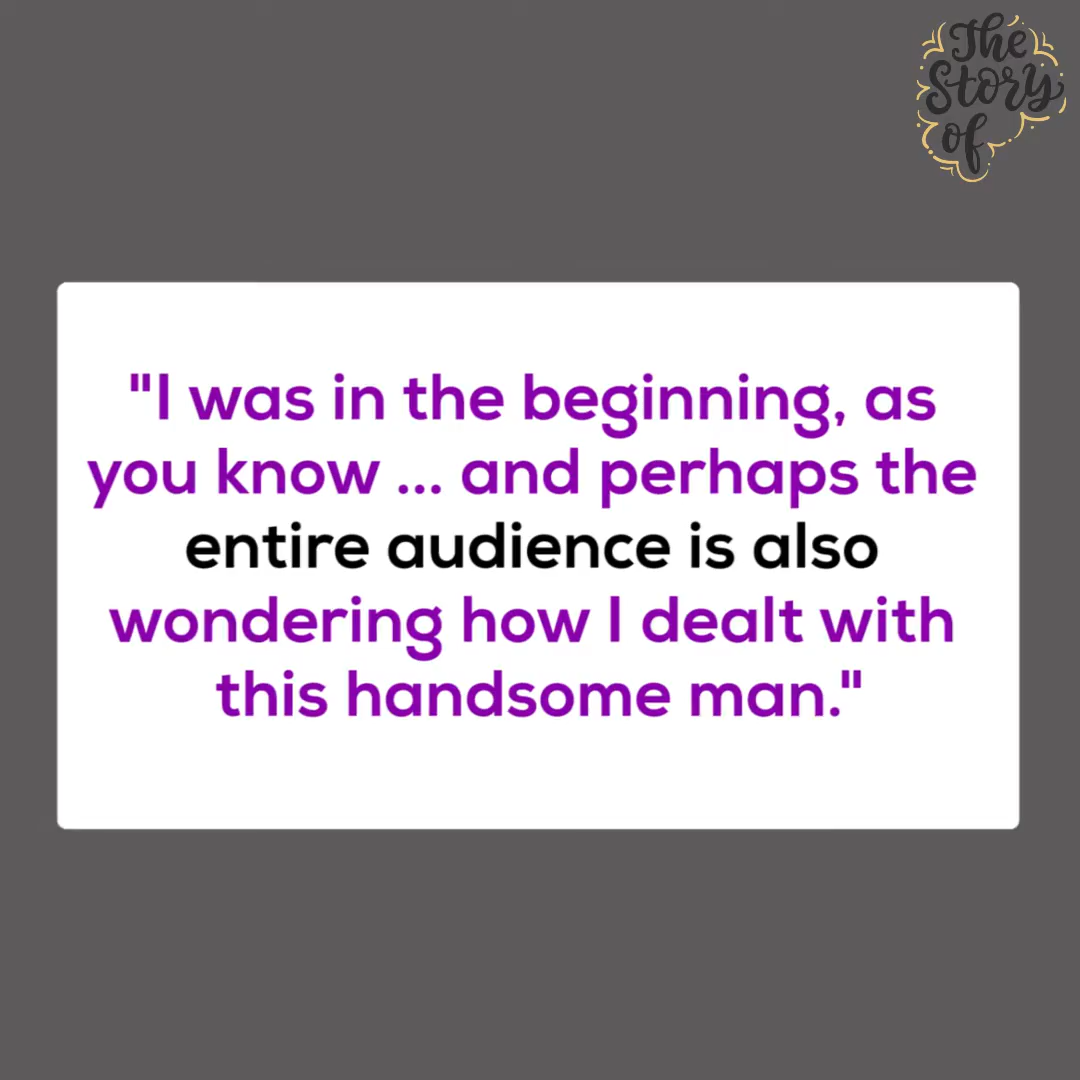 The
Story
of
"I was in the beginning, as
you know ... and perhaps the
entire audience is also
wondering how I dealt with
this handsome man."